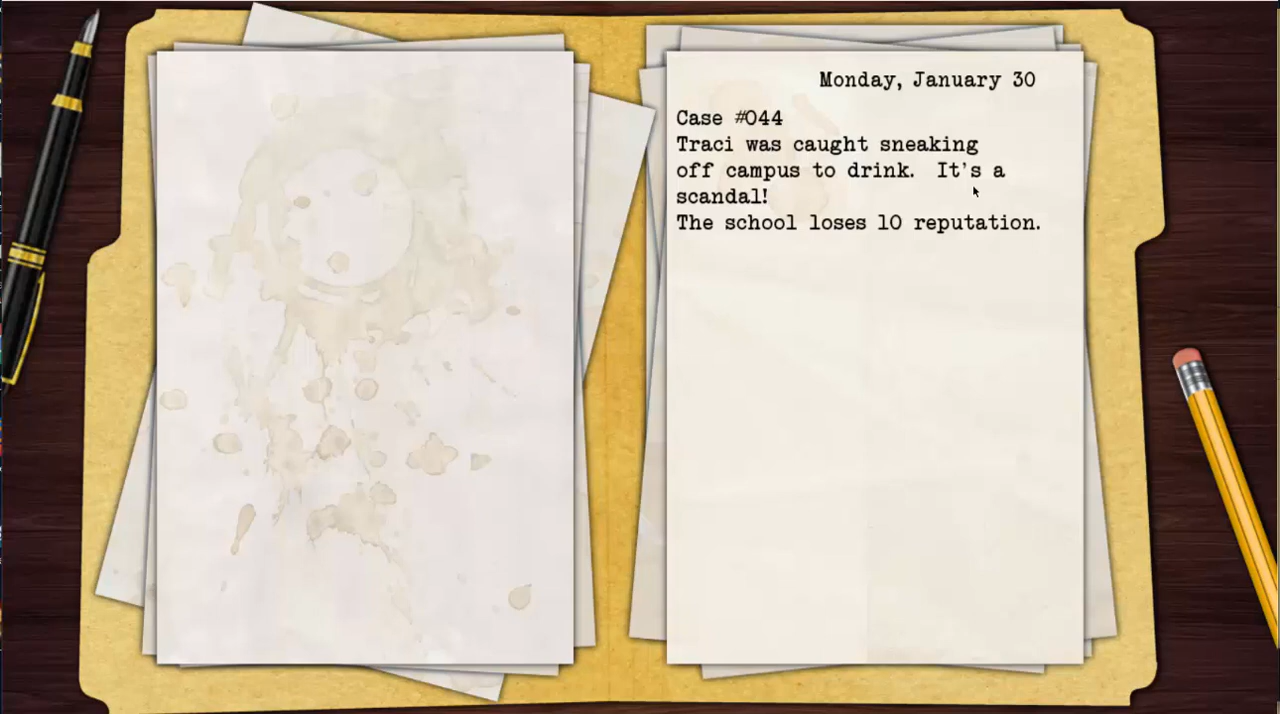 Monday, January 30
Case #044
Traci was caught sneaking
off campus to drink.  It's a
scandal!
The school loses 10 reputation.